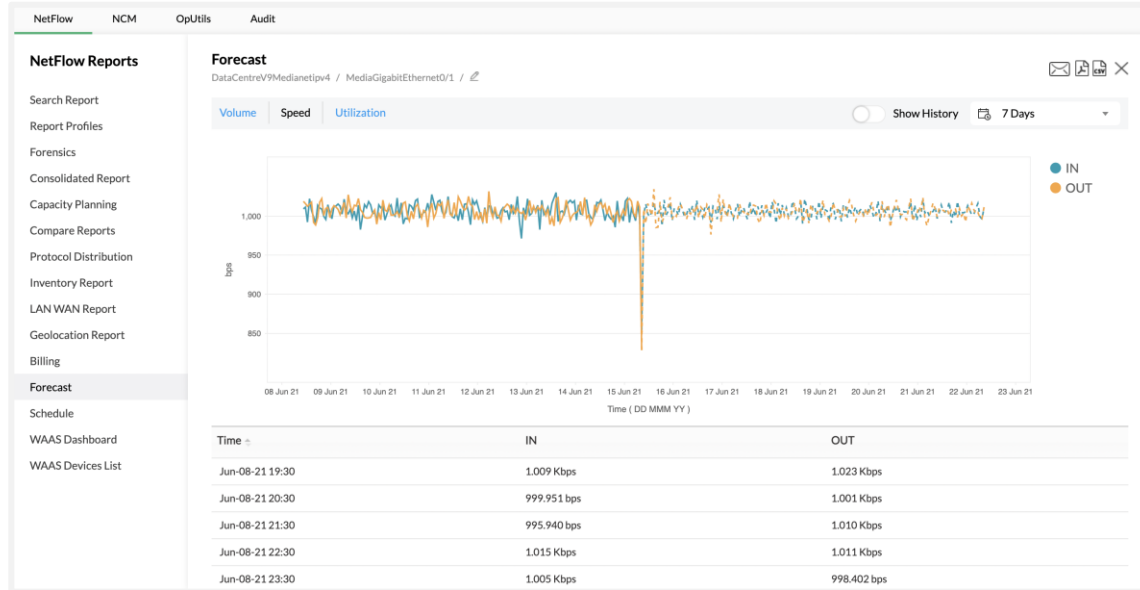 NetFlow NCM OpUtils Audit
NetFlow Reports
Search Report
Report Profiles
Forensics
Consolidated Report
Capacity Planning
Compare Reports
Protocol Distribution
Inventory Report
LAN WAN Report
Geolocation Report
Billing
Forecast
Schedule
WAAS Dashboard
WAAS Devices List
Forecast
DataCentreV9Medianetipv4 / MediaGigabitEthernet0/1 /
CSV
Volume Speed Utilization Show History 7 Days
IN
OUT
1,000
950
900
850
bps
08 Jun 21 09 Jun 21 10 Jun 21 11 Jun 21 12 Jun 21 13 Jun 21 14 Jun 21 15 Jun 21 16 Jun 21 17 Jun 21 18 Jun 21 19 Jun 21 20 Jun 21 21 Jun 21 22 Jun 21 23 Jun 21
Time ( DD MMM YY )
Time IN OUT
Jun-08-21 19:30 1.009 Kbps 1.023 Kbps
Jun-08-21 20:30 999.951 bps 1.001 Kbps
Jun-08-21 21:30 995.940 bps 1.010 Kbps
Jun-08-21 22:30 1.015 Kbps 1.011 Kbps
Jun-08-21 23:30 1.005 Kbps 998.402 bps